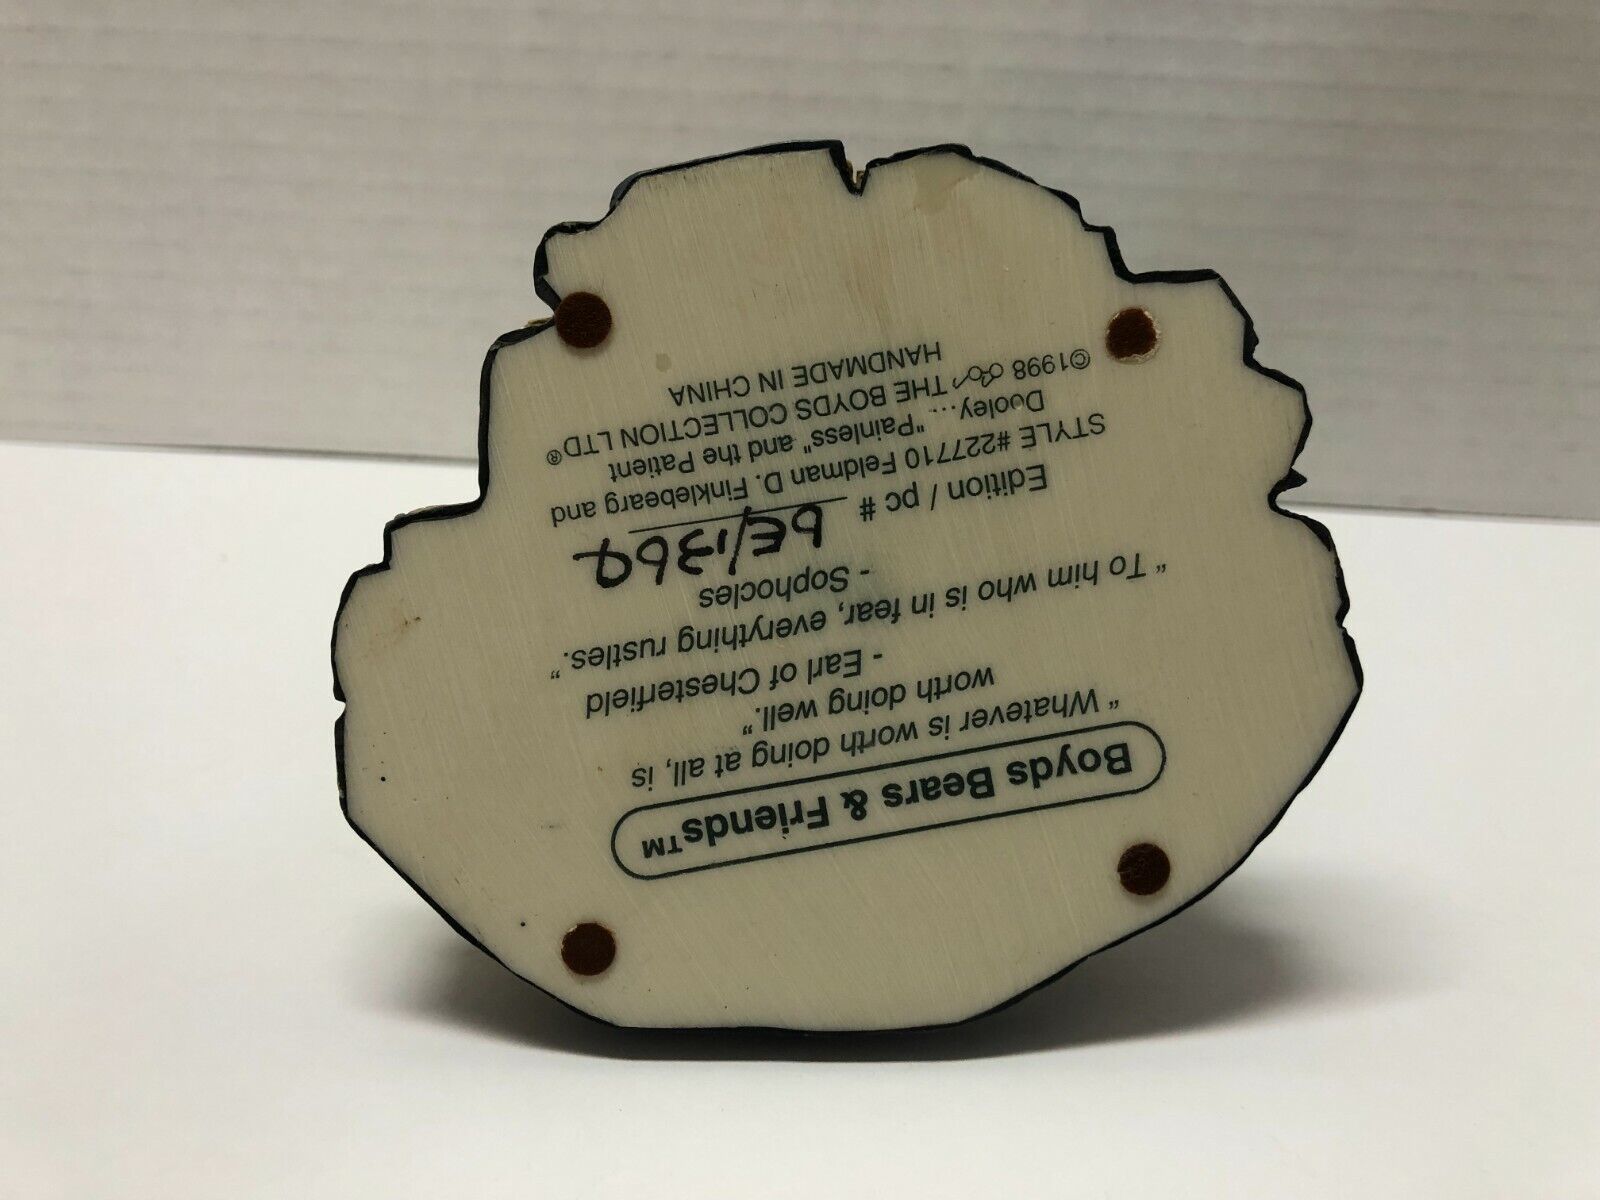 Boyds Bears & Friends™
“Whatever is worth doing at all, is
worth doing well.”
- Earl of Chesterfield
“To him who is in fear, everything rustles.”
- Sophocles
Edition / pc #
STYLE #227710 Feldman D. Finklebearg and
Dooley... "Painless" and the Patient
©1998 THE BOYDS COLLECTION LTD®
HANDMADE IN CHINA